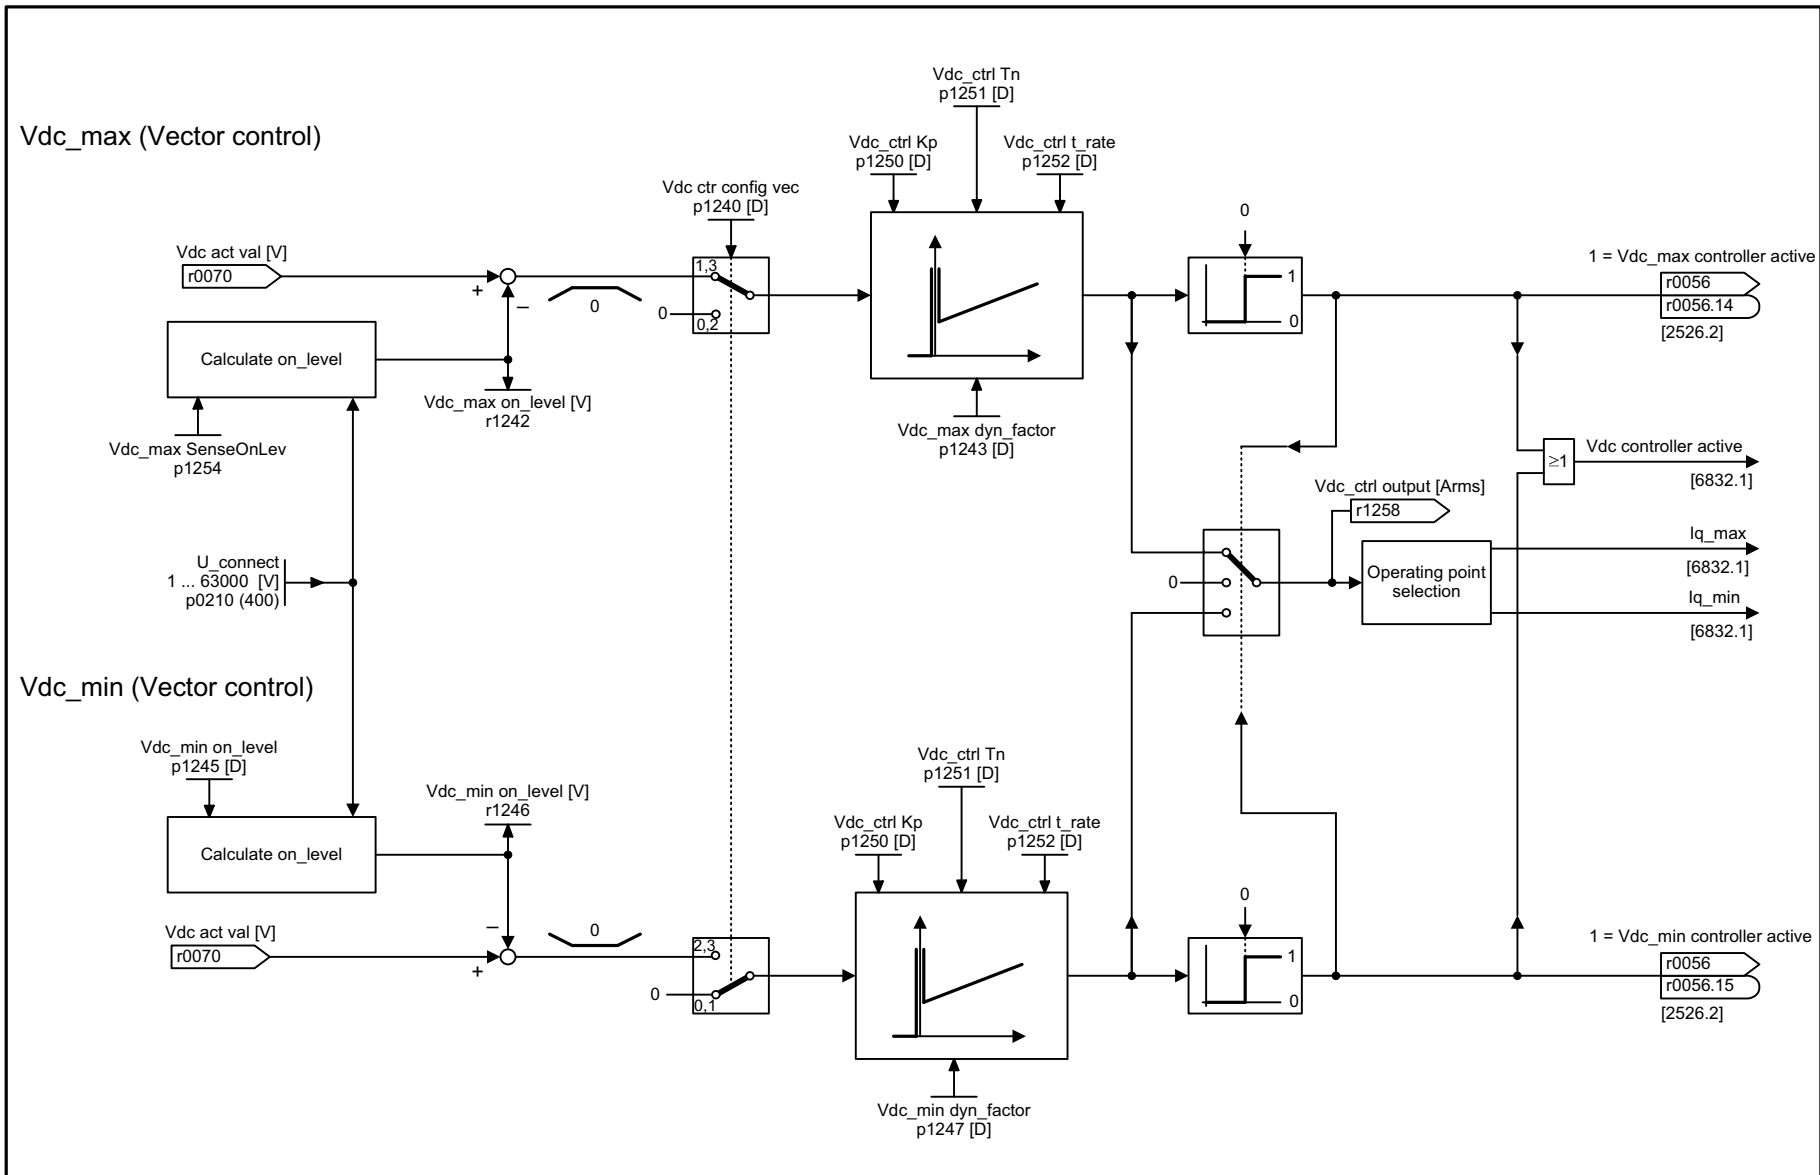 Vdc_max (Vector control)
Vdc_ctrl Tn
p1251 [D]
Vdc_ctrl Kp
p1250 [D]
Vdc_ctrl t_rate
p1252 [D]
Vdc ctr config vec
p1240 [D]
Vdc act val [V]
r0070
+
–
0
1,3
0
0,2
0
1
0
1 = Vdc_max controller active
r0056
r0056.14
[2526.2]
Calculate on_level
Vdc_max on_level [V]
r1242
Vdc_max SenseOnLev
p1254
Vdc_max dyn_factor
p1243 [D]
≥1
Vdc controller active
[6832.1]
Vdc_ctrl output [Arms]
r1258
U_connect
1 ... 63000 [V]
p0210 (400)
0
Operating point
selection
Iq_max
[6832.1]
Iq_min
[6832.1]
Vdc_min (Vector control)
Vdc_min on_level
p1245 [D]
Vdc_min on_level [V]
r1246
Calculate on_level
Vdc_ctrl Tn
p1251 [D]
Vdc_ctrl Kp
p1250 [D]
Vdc_ctrl t_rate
p1252 [D]
Vdc act val [V]
r0070
+
–
0
2,3
0
0,1
0
1
0
1 = Vdc_min controller active
r0056
r0056.15
[2526.2]
Vdc_min dyn_factor
p1247 [D]